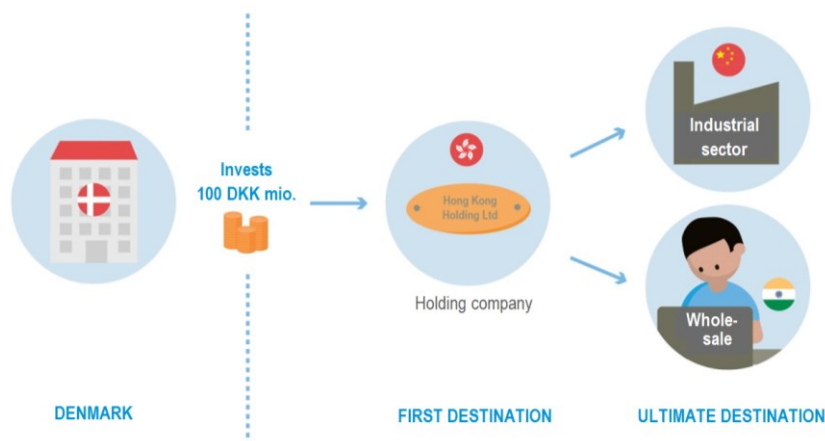 Invests
100 DKK mio.
Hong Kong
Holding Ltd
Holding company
Industrial
sector
Whole-
sale
DENMARK
FIRST DESTINATION
ULTIMATE DESTINATION